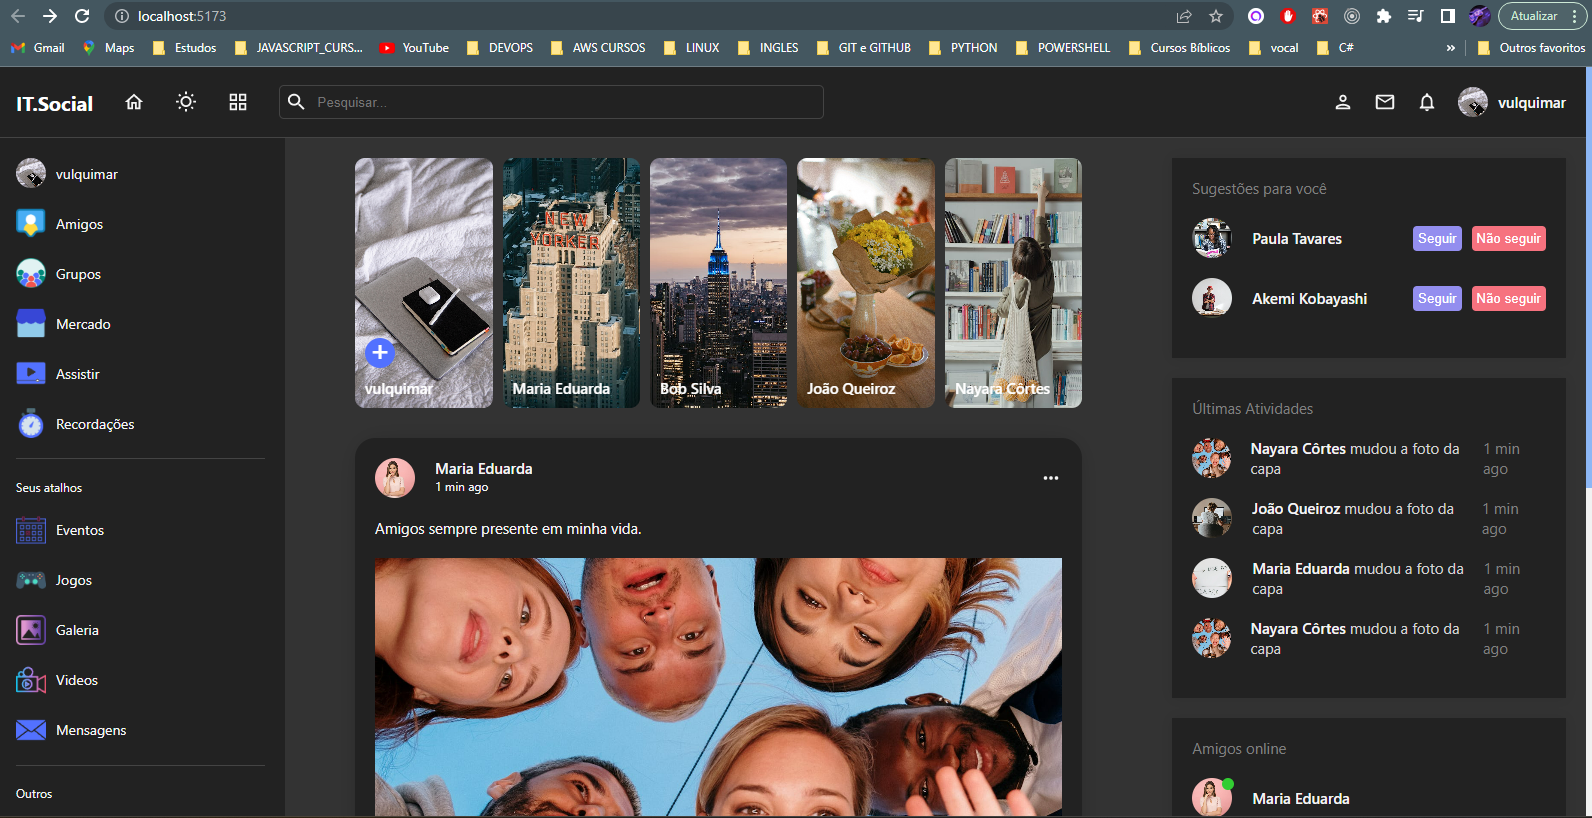 localhost:5173
Atualizar
Gmail
Maps
Estudos
JAVASCRIPT_CURS...
YouTube
DEVOPS
AWS CURSOS
LINUX
INGLES
GIT e GITHUB
PYTHON
POWERSHELL
Cursos Bíblicos
vocal
C#
»
Outros favoritos
IT.Social
Pesquisar...
vulquimar
vulquimar
Amigos
Grupos
Mercado
Assistir
Recordações
Seus atalhos
Eventos
Jogos
Galeria
Videos
Mensagens
Outros
NEW
YORKER
vulquimar
Maria Eduarda
Bob Silva
João Queiroz
Nayara Côrtes
Maria Eduarda
1 min ago
Amigos sempre presente em minha vida.
Sugestões para você
Paula Tavares
Seguir
Não seguir
Akemi Kobayashi
Seguir
Não seguir
Últimas Atividades
Nayara Côrtes mudou a foto da
capa
1 min
ago
João Queiroz mudou a foto da
capa
1 min
ago
Maria Eduarda mudou a foto da
capa
1 min
ago
Nayara Côrtes mudou a foto da
capa
1 min
ago
Amigos online
Maria Eduarda